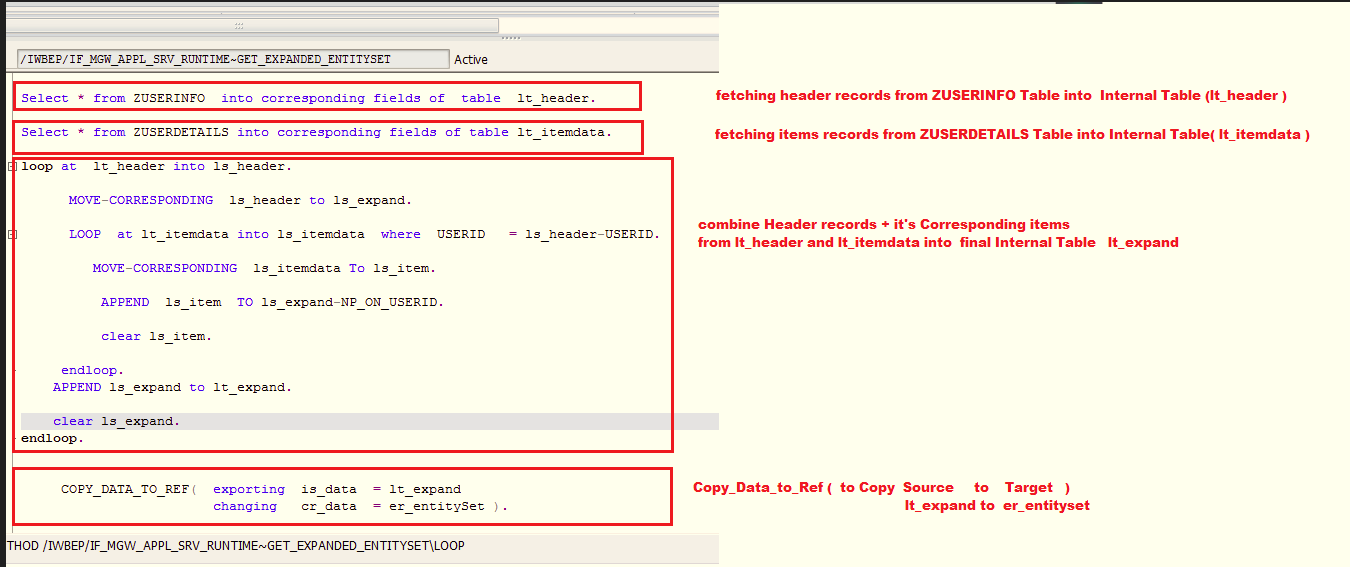 /IWBEP/IF_MGW_APPL_SRV_RUNTIME~GET_EXPANDED_ENTITYSET Active
Select * from ZUSERINFO into corresponding fields of table lt_header.
fetching header records from ZUSERINFO Table into Internal Table (lt_header )
Select * from ZUSERDETAILS into corresponding fields of table lt_itemdata.
fetching items records from ZUSERDETAILS Table into Internal Table( lt_itemdata )
loop at lt_header into ls_header.
MOVE-CORRESPONDING ls_header to ls_expand.
LOOP at lt_itemdata into ls_itemdata where USERID = ls_header-USERID.
MOVE-CORRESPONDING ls_itemdata To ls_item.
APPEND ls_item TO ls_expand-NP_ON_USERID.
clear ls_item.
endloop.
APPEND ls_expand to lt_expand.
clear ls_expand.
endloop.
combine Header records + it's Corresponding items
from lt_header and lt_itemdata into final Internal Table lt_expand
COPY_DATA_TO_REF( exporting is_data = lt_expand
changing cr_data = er_entitySet ).
Copy_Data_to_Ref ( to Copy Source to Target )
lt_expand to er_entityset
THOD /IWBEP/IF_MGW_APPL_SRV_RUNTIME~GET_EXPANDED_ENTITYSET\LOOP